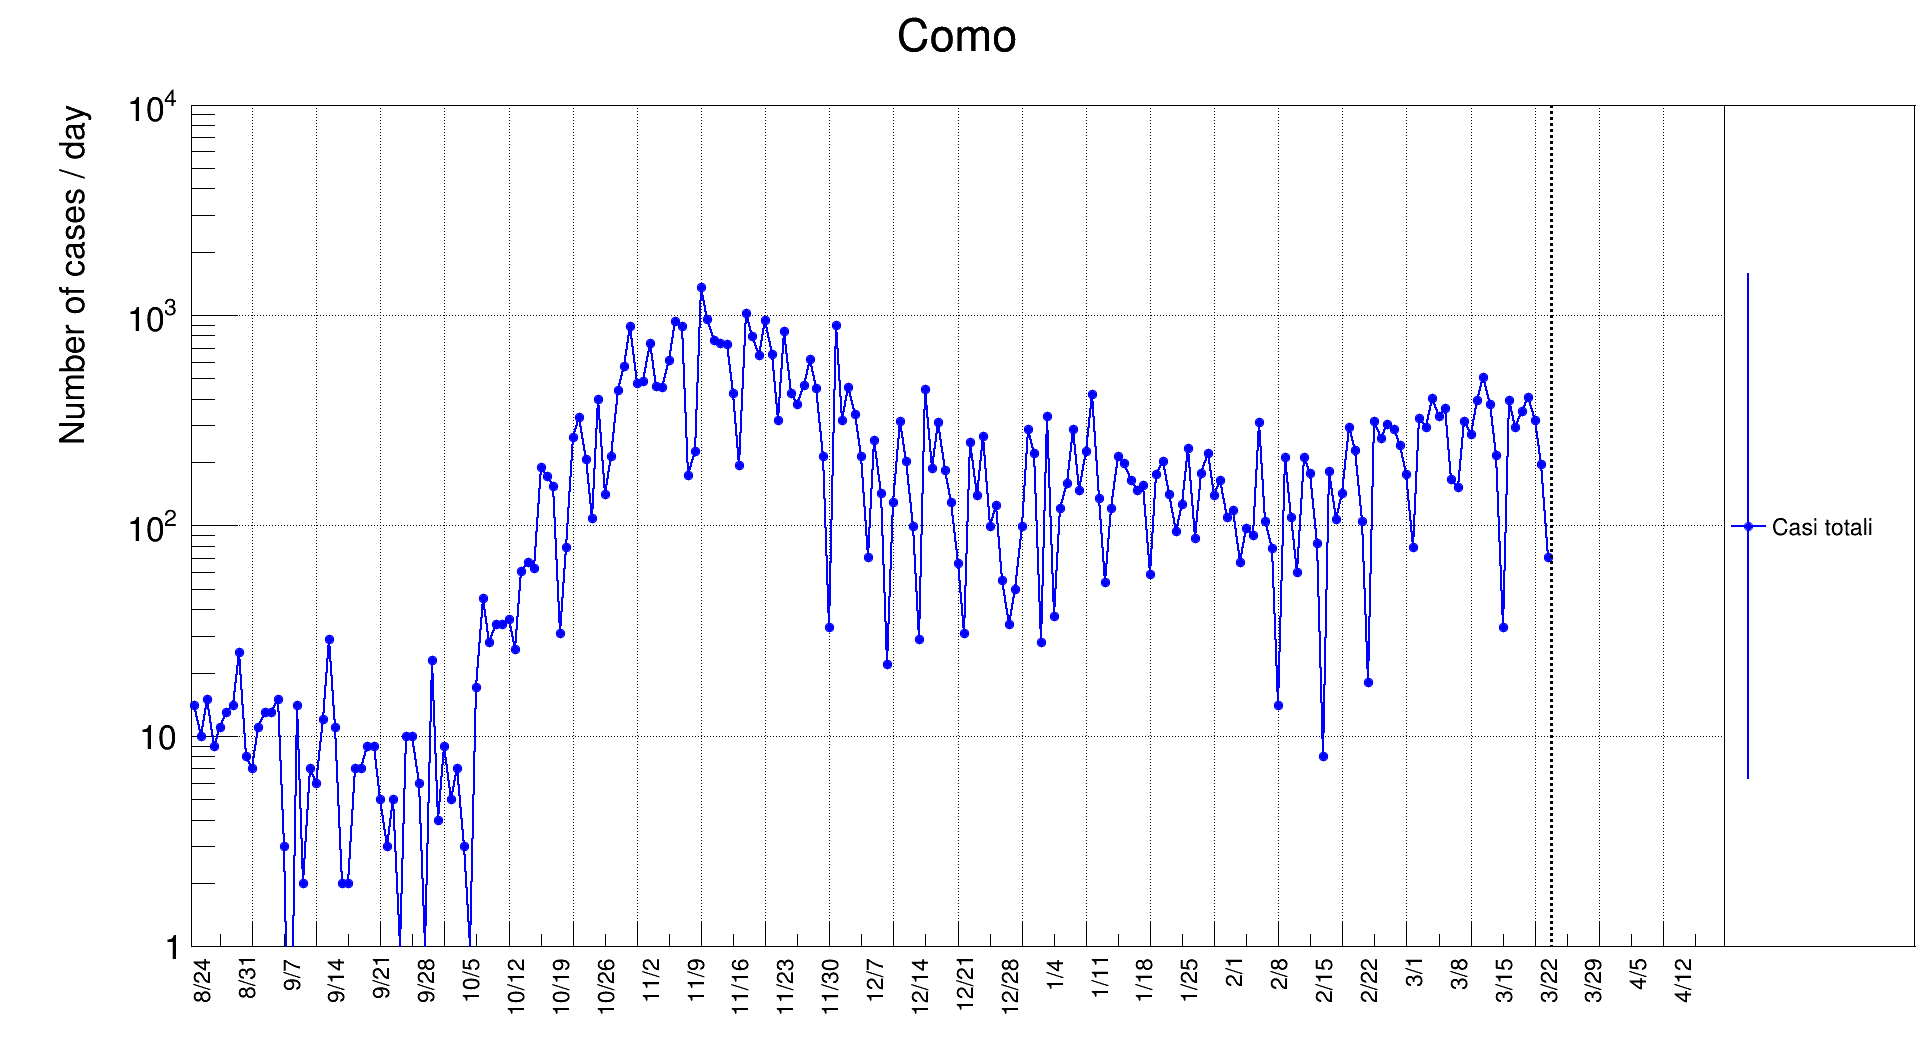 Como
Number of cases / day
10^4
10^3
10^2
10
1
8/24 8/31 9/7 9/14 9/21 9/28 10/5 10/12 10/19 10/26 11/2 11/9 11/16 11/23 11/30 12/7 12/14 12/21 12/28 1/4 1/11 1/18 1/25 2/1 2/8 2/15 2/22 3/1 3/8 3/15 3/22 3/29 4/5 4/12
Casi totali